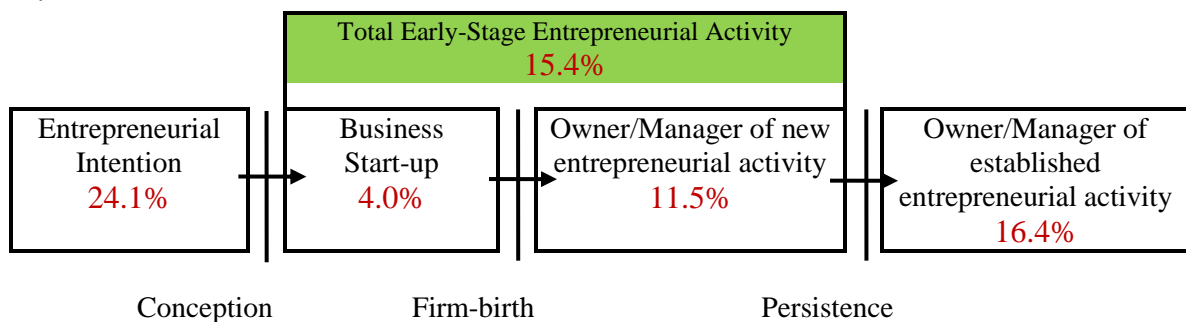 Total Early-Stage Entrepreneurial Activity
15.4%
Entrepreneurial
Intention
24.1%
Business
Start-up
4.0%
Owner/Manager of new
entrepreneurial activity
11.5%
Owner/Manager of
established
entrepreneurial activity
16.4%
Conception
Firm-birth
Persistence